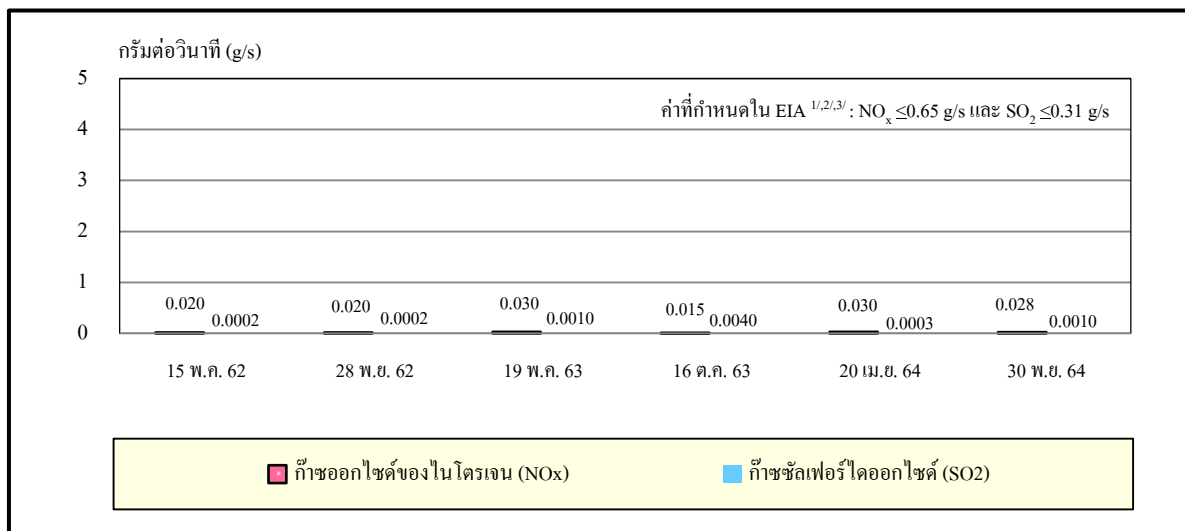 กรัมต่อวินาที (g/s)
5
ค่าที่กำหนดใน EIA 1/,2/,3/ : NOx ≤0.65 g/s และ SO2 ≤0.31 g/s
4
3
2
1
0.020 0.0002 0.020 0.0002 0.030 0.0010 0.015 0.0040 0.030 0.0003 0.028 0.0010
0
15 พ.ค. 62 28 พ.ย. 62 19 พ.ค. 63 16 ต.ค. 63 20 เม.ย. 64 30 พ.ย. 64
ก๊าซออกไซด์ของไนโตรเจน (NOx) ก๊าซซัลเฟอร์ไดออกไซด์ (SO2)